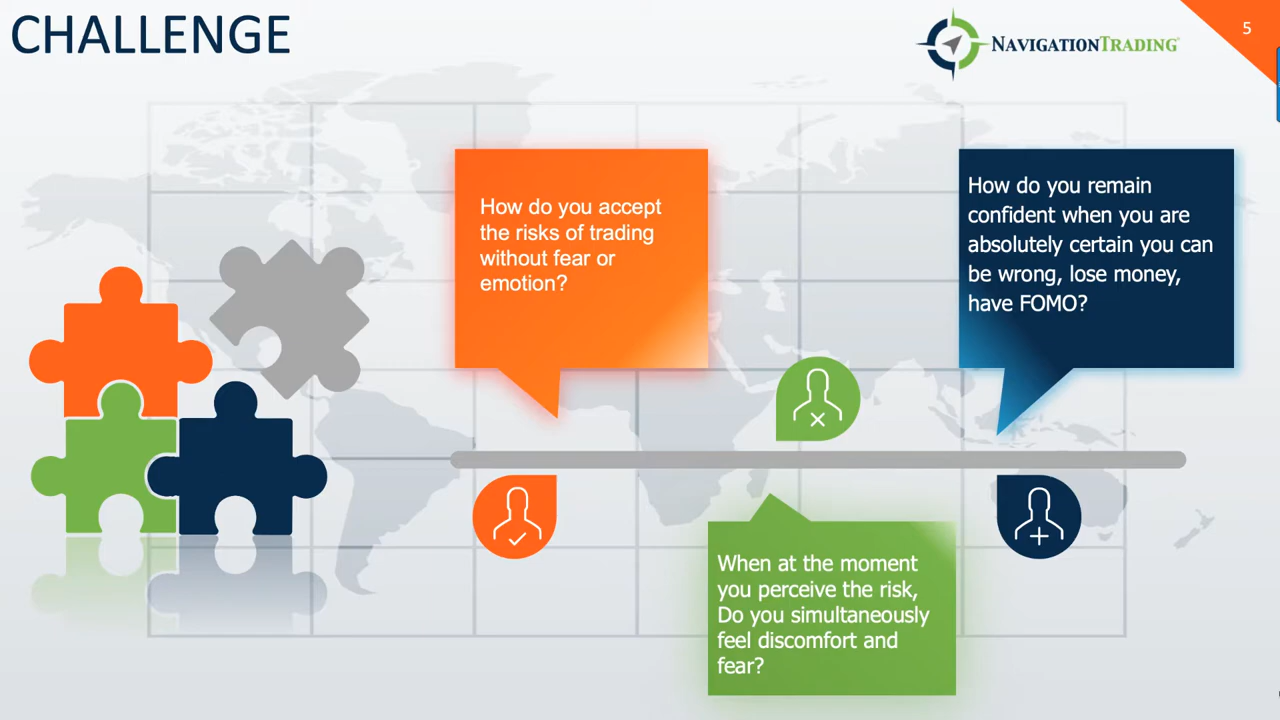 CHALLENGE
NAVIGATIONTRADING®
5
How do you accept
the risks of trading
without fear or
emotion?
How do you remain
confident when you are
absolutely certain you can
be wrong, lose money,
have FOMO?
When at the moment
you perceive the risk,
Do you simultaneously
feel discomfort and
fear?